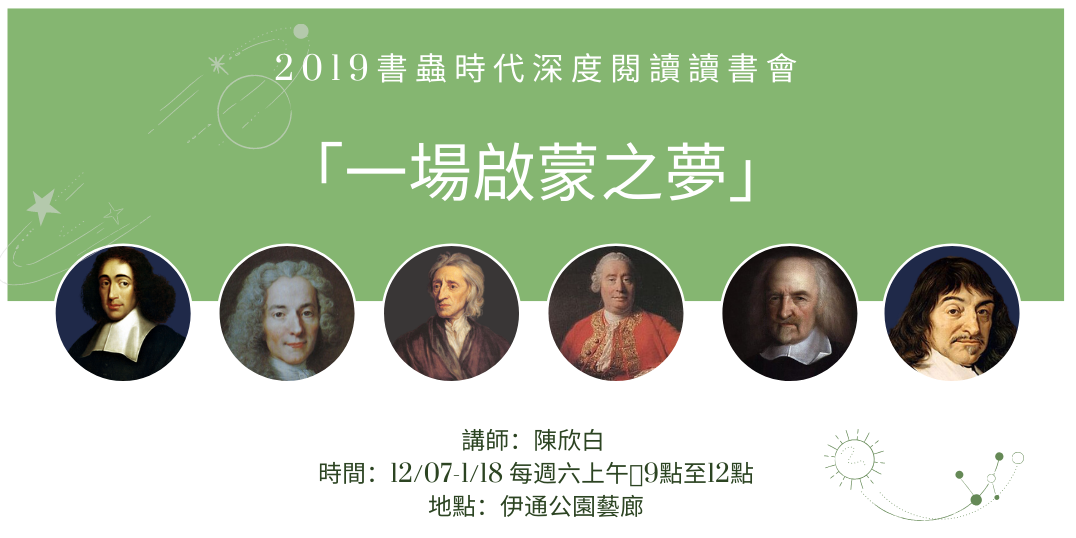 2019書蟲時代深度閱讀讀書會
「一場啟蒙之夢」
講師：陳欣白
時間：12/07-1/18 每週六上午▯9點至12點
地點：伊通公園藝廊